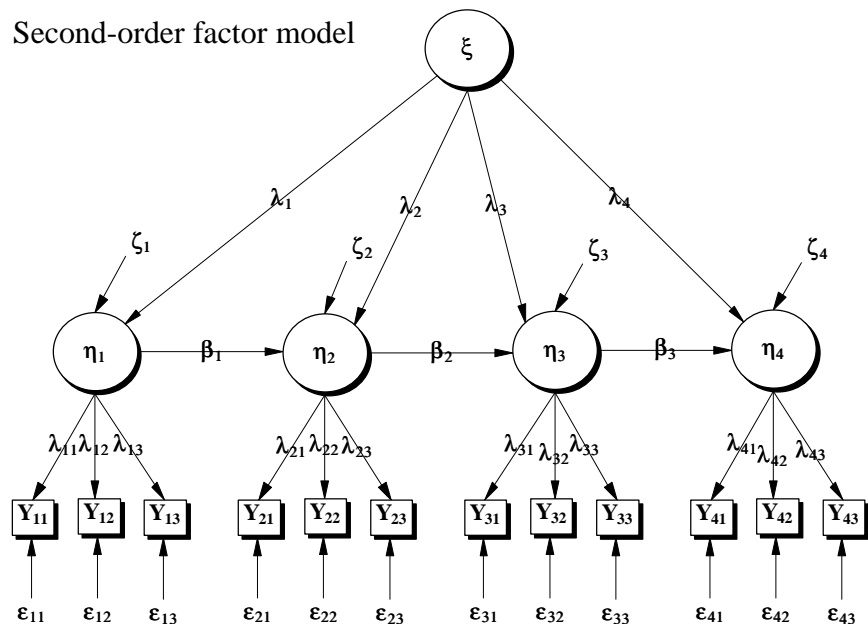 Second-order factor model
ξ
λ₁ λ₂ λ₃ λ₄
ζ₁ ζ₂ ζ₃ ζ₄
η₁ β₁ η₂ β₂ η₃ β₃ η₄
λ₁₁ λ₁₂ λ₁₃ λ₂₁ λ₂₂ λ₂₃ λ₃₁ λ₃₂ λ₃₃ λ₄₁ λ₄₂ λ₄₃
Y₁₁ Y₁₂ Y₁₃ Y₂₁ Y₂₂ Y₂₃ Y₃₁ Y₃₂ Y₃₃ Y₄₁ Y₄₂ Y₄₃
ε₁₁ ε₁₂ ε₁₃ ε₂₁ ε₂₂ ε₂₃ ε₃₁ ε₃₂ ε₃₃ ε₄₁ ε₄₂ ε₄₃